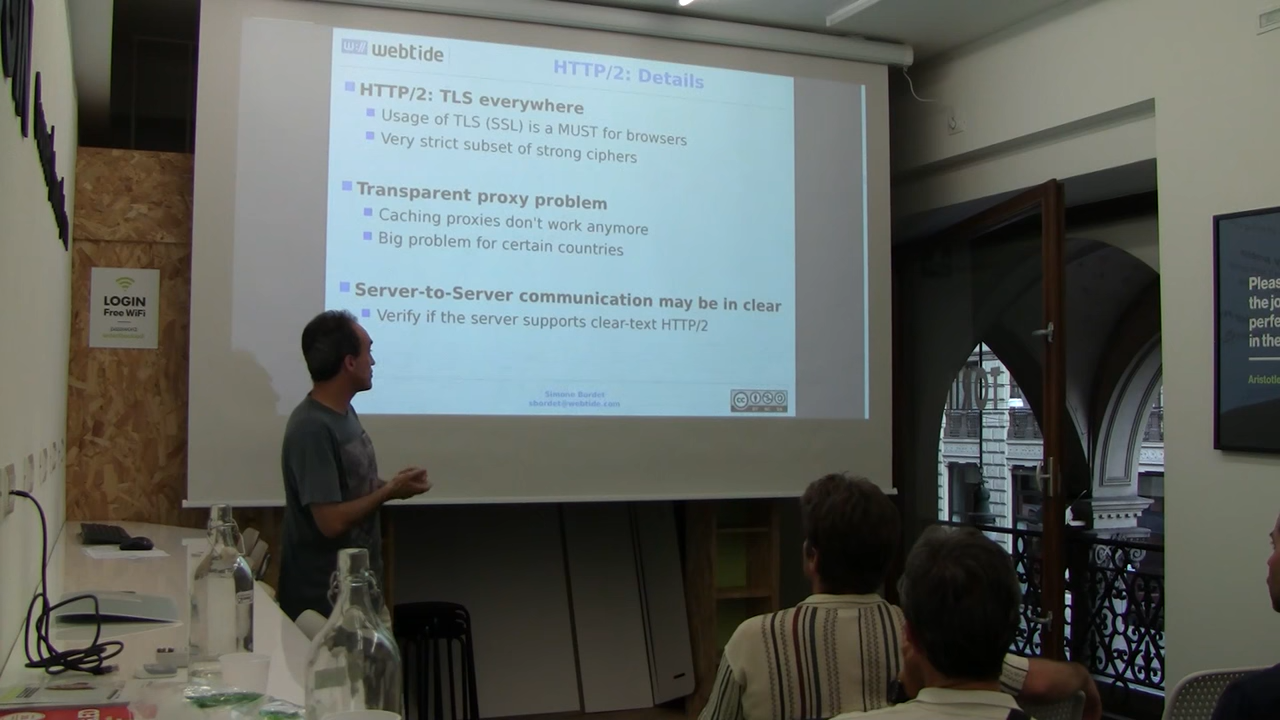 webtide
HTTP/2: Details
HTTP/2: TLS everywhere
Usage of TLS (SSL) is a MUST for browsers
Very strict subset of strong ciphers
Transparent proxy problem
Caching proxies don't work anymore
Big problem for certain countries
Server-to-Server communication may be in clear
Verify if the server supports clear-text HTTP/2
Simone Bordet
sbordet@webtide.com
LOGIN
Free WiFi
Pleas
the jo
perfe
in the
Aristotle